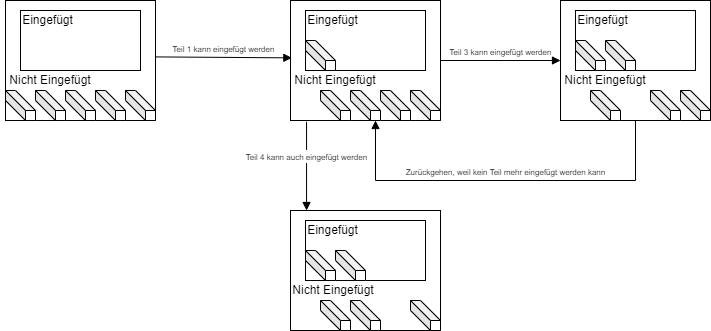 Eingefügt
Nicht Eingefügt
Teil 1 kann eingefügt werden
Eingefügt
Nicht Eingefügt
Teil 3 kann eingefügt werden
Eingefügt
Nicht Eingefügt
Teil 4 kann auch eingefügt werden
Zurückgehen, weil kein Teil mehr eingefügt werden kann
Eingefügt
Nicht Eingefügt